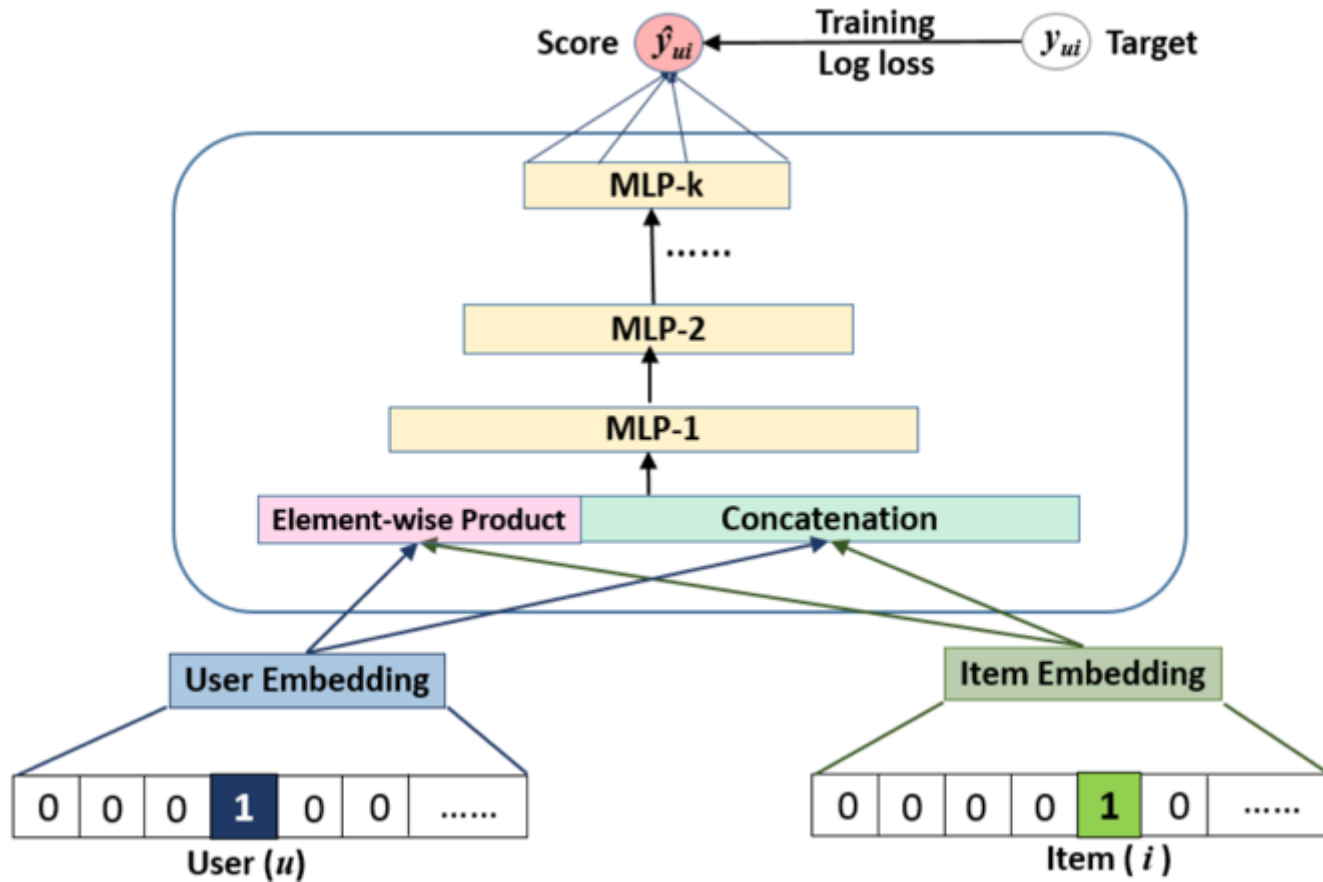 Score ŷui Training yui Target
Log loss
MLP-k
......
MLP-2
MLP-1
Element-wise Product Concatenation
User Embedding Item Embedding
0 0 0 1 0 0 ...... 0 0 0 0 1 0 ......
User (u) Item ( i )